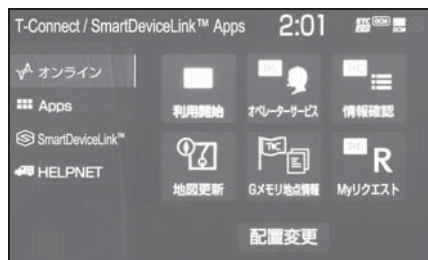 T-Connect / SmartDeviceLink™ Apps 2:01
オンライン
Apps
SmartDeviceLink™
HELPNET
利用開始 オペレーターサービス 情報確認
地図更新 Gメモリ地点情報 Myリクエスト
配置変更